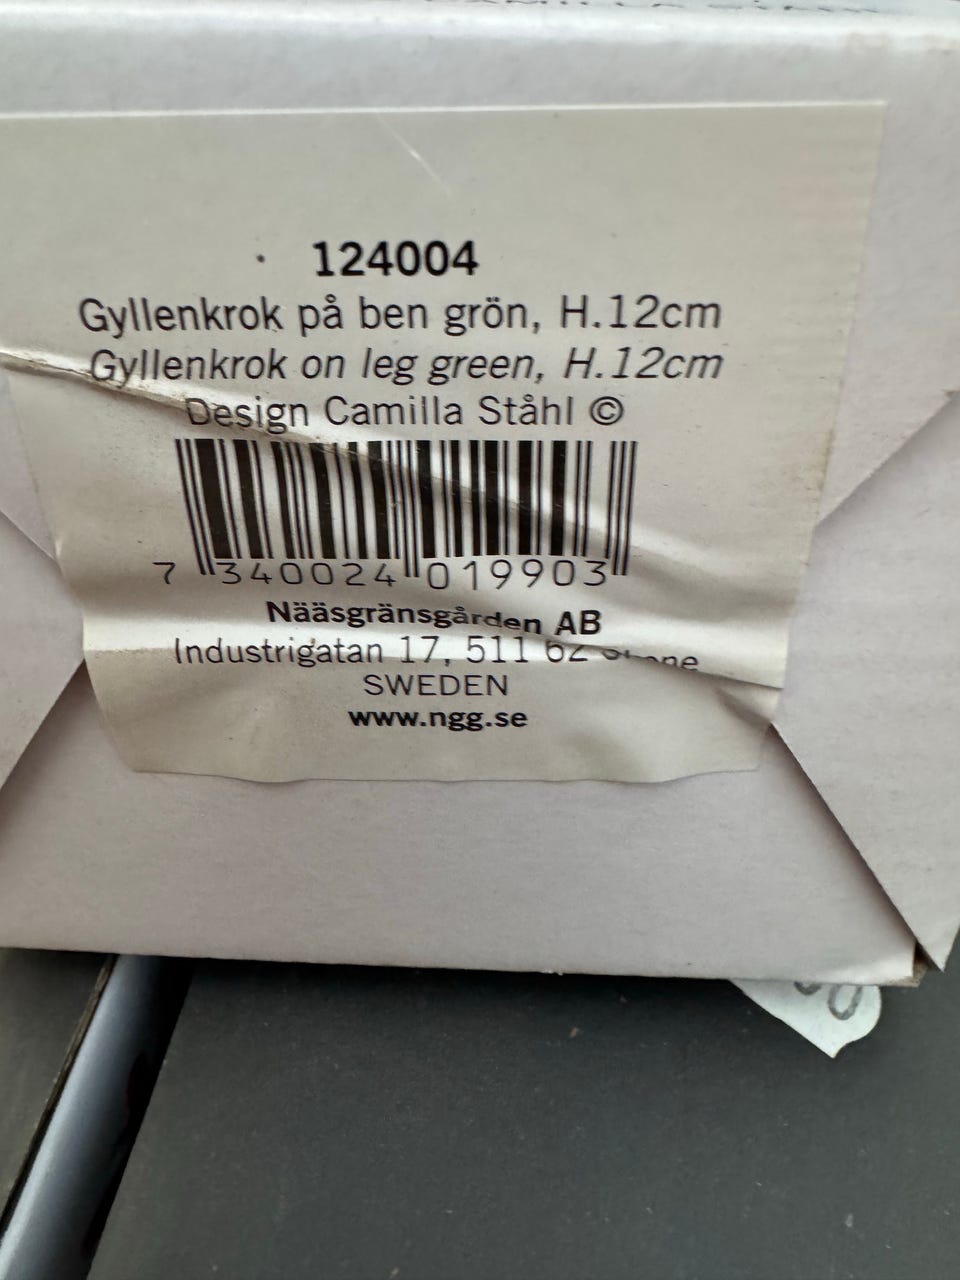 124004
Gyllenkrok på ben grön, H.12cm
Gyllenkrok on leg green, H.12cm
Design Camilla Ståhl ©
7 340024 019903
Nääsgränsgården AB
Industrigatan 17, 511 62
SWEDEN
www.ngg.se